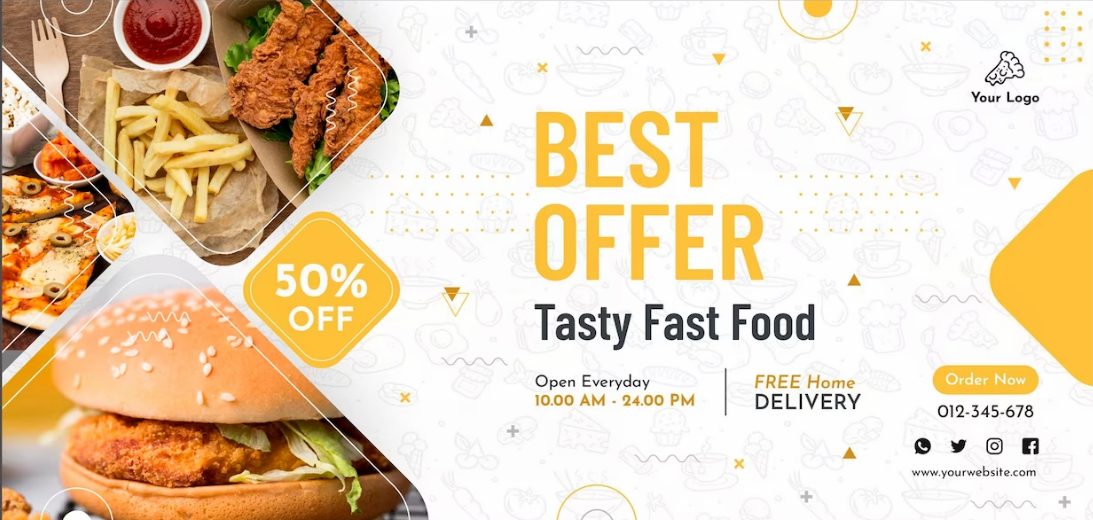 Your Logo
BEST
OFFER
50%
OFF
Tasty Fast Food
Open Everyday
10.00 AM - 24.00 PM
FREE Home
DELIVERY
Order Now
012-345-678
www.yourwebsite.com